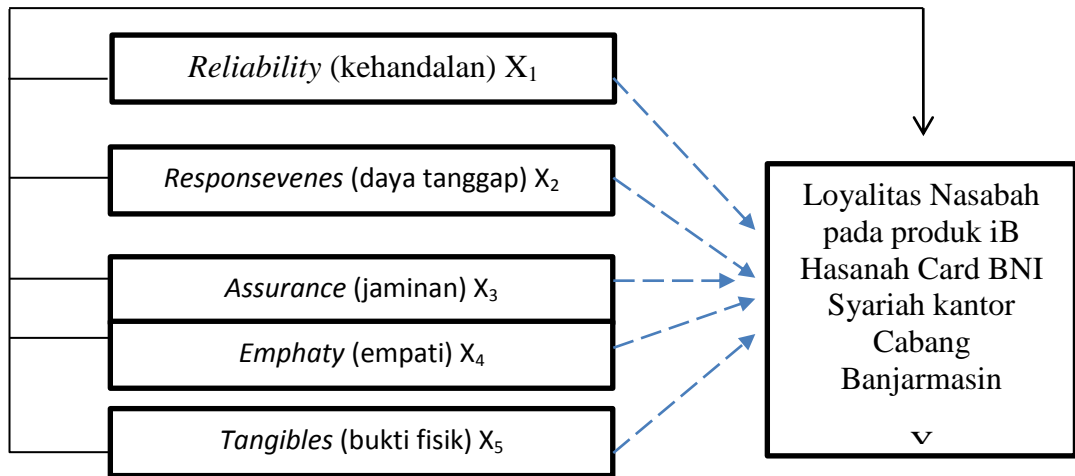 Reliability (kehandalan) X₁
Responsevenes (daya tanggap) X₂
Assurance (jaminan) X₃
Emphaty (empati) X₄
Tangibles (bukti fisik) X₅
Loyalitas Nasabah
pada produk iB
Hasanah Card BNI
Syariah kantor
Cabang
Banjarmasin